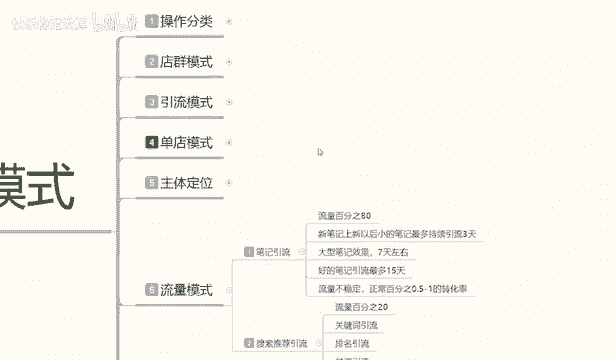 1 操作分类
2 店群模式
3 引流模式
4 单店模式
5 主体定位
模式
6 流量模式
1 笔记引流
流量百分之80
新笔记上新以后小的笔记最多持续引流3天
大型笔记效果，7天左右
好的笔记引流最多15天
流量不稳定，正常百分之0.5-1的转化率
2 搜索推荐引流
流量百分之20
关键词引流
排名引流